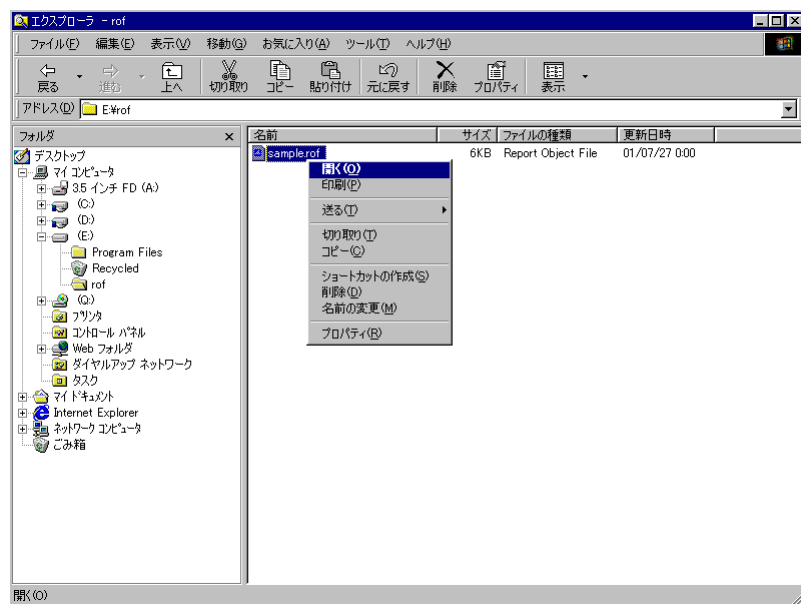 エクスプローラ - rof
ファイル(F) 編集(E) 表示(V) 移動(G) お気に入り(A) ツール(T) ヘルプ(H)
戻る 進む 上へ 切り取り コピー 貼り付け 元に戻す 削除 プロパティ 表示
アドレス(D) E:¥rof
フォルダ ×
名前 サイズ ファイルの種類 更新日時
デスクトップ
マイ コンピュータ
3.5 インチ FD (A:)
(C:)
(D:)
(E:)
Program Files
Recycled
rof
(Q:)
プリンタ
コントロール パネル
Web フォルダ
ダイヤルアップ ネットワーク
タスク
マイ ドキュメント
Internet Explorer
ネットワーク コンピュータ
ごみ箱
sample.rof 6KB Report Object File 01/07/27 0:00
開く(O)
印刷(P)
送る(T)
切り取り(T)
コピー(C)
ショートカットの作成(S)
削除(D)
名前の変更(M)
プロパティ(R)
開く(O)